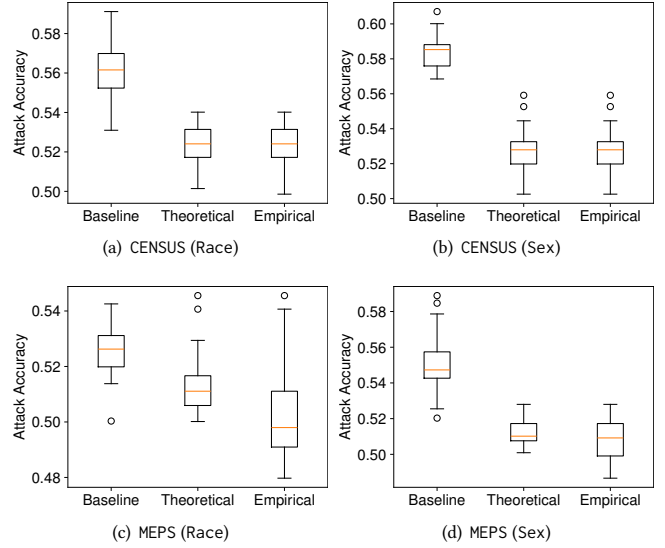 Attack Accuracy
0.58
0.56
0.54
0.52
0.50
Baseline Theoretical Empirical
(a) CENSUS (Race)
Attack Accuracy
0.60
0.58
0.56
0.54
0.52
0.50
Baseline Theoretical Empirical
(b) CENSUS (Sex)
Attack Accuracy
0.54
0.52
0.50
0.48
Baseline Theoretical Empirical
(c) MEPS (Race)
Attack Accuracy
0.58
0.56
0.54
0.52
0.50
Baseline Theoretical Empirical
(d) MEPS (Sex)